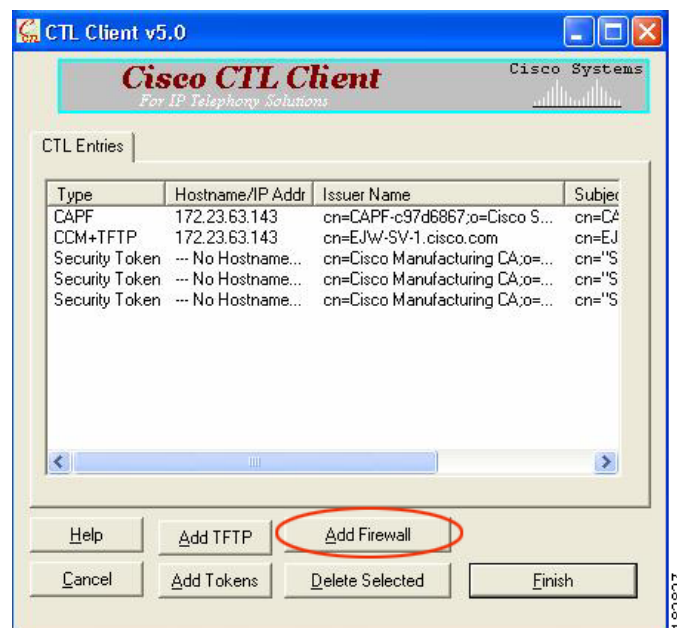 CTL Client v5.0
Cisco CTL Client
For IP Telephony Solutions
Cisco Systems
CTL Entries
Type Hostname/IP Addr Issuer Name Subjec
CAPF 172.23.63.143 cn=CAPF-c97d6867;o=Cisco S... cn=CA
CCM+TFTP 172.23.63.143 cn=EJW-SV-1.cisco.com cn=EJ
Security Token --- No Hostname... cn=Cisco Manufacturing CA;o=... cn="S
Security Token --- No Hostname... cn=Cisco Manufacturing CA;o=... cn="S
Security Token --- No Hostname... cn=Cisco Manufacturing CA;o=... cn="S
Help Add TFTP Add Firewall
Cancel Add Tokens Delete Selected Finish